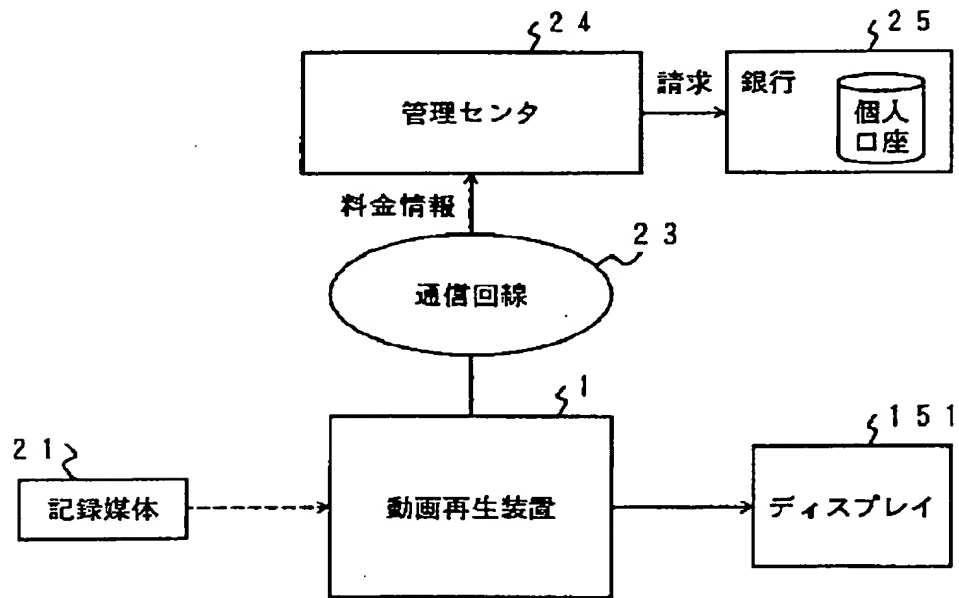 24
25
管理センタ
請求
銀行
個人
口座
料金情報
23
通信回線
1
151
21
記録媒体
動画再生装置
ディスプレイ